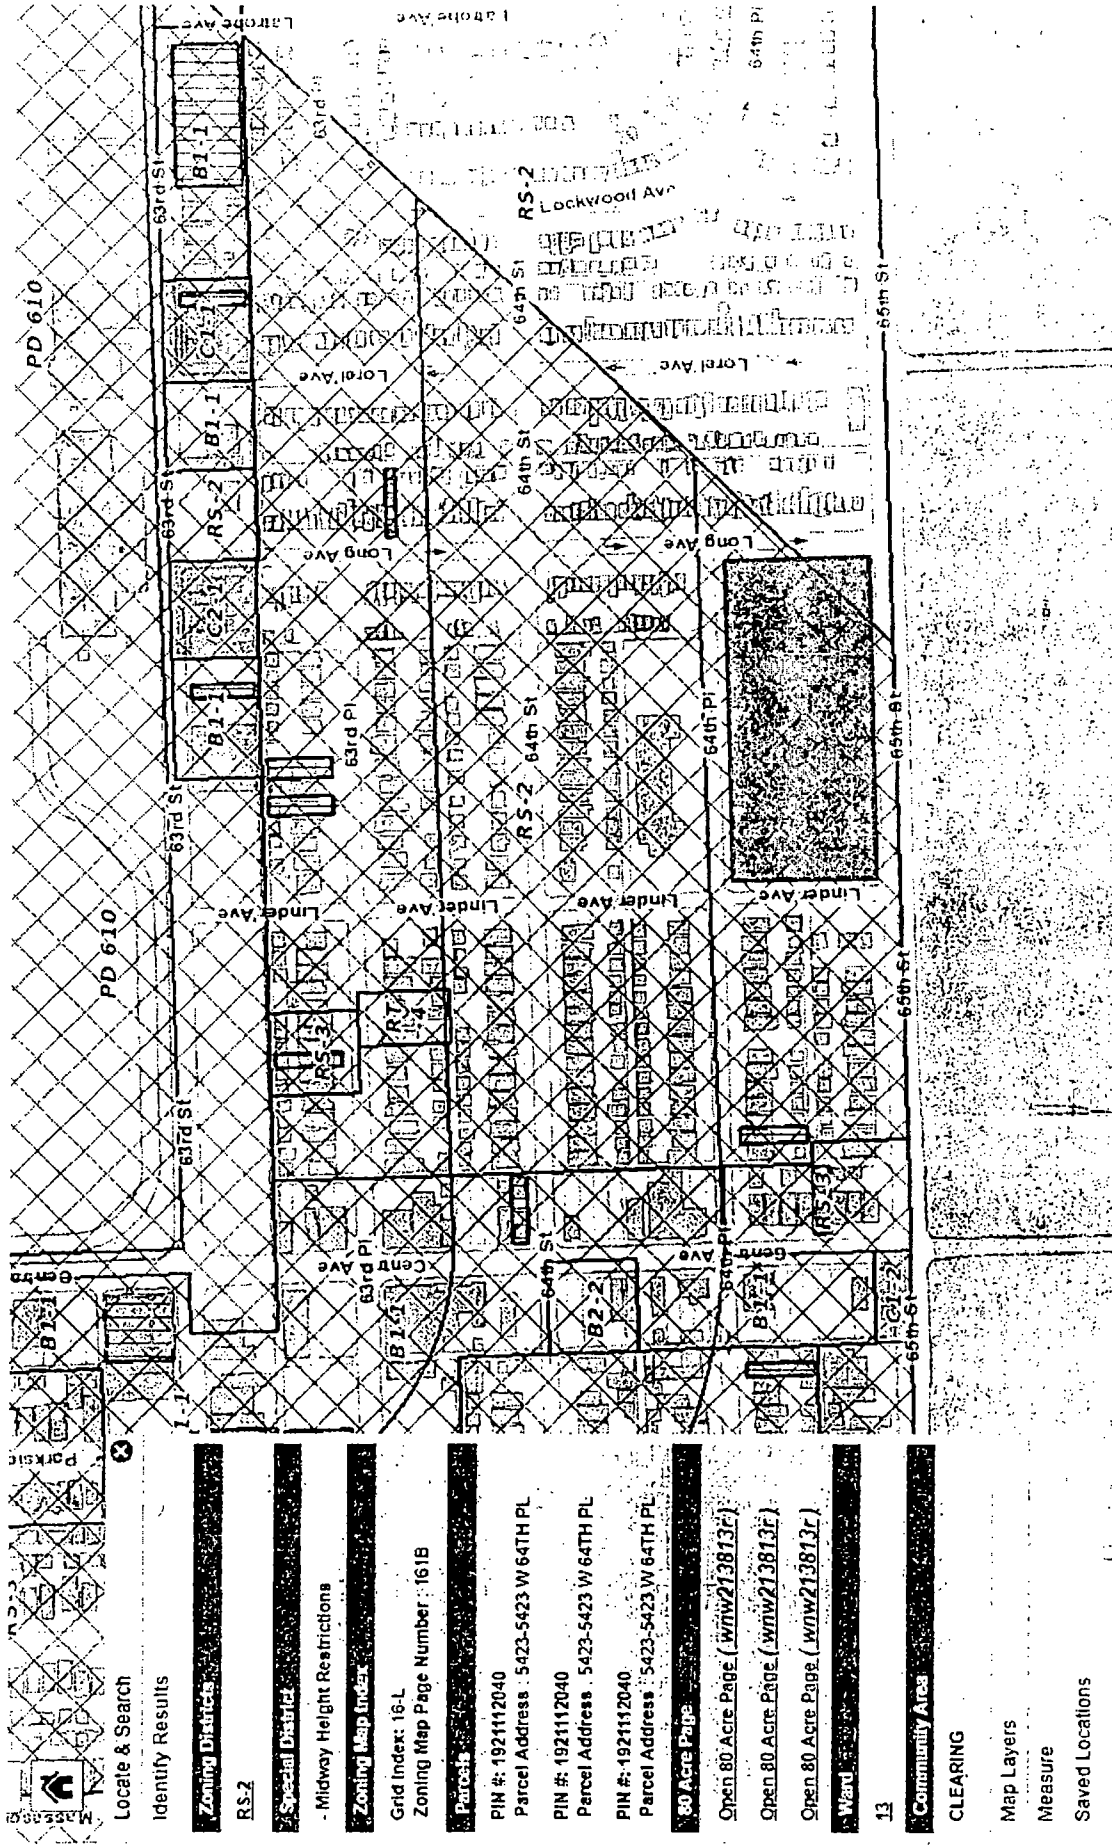 Locate & Search
Identify Results
Zoning Districts
RS-2
Special District
- Midway Height Restrictions
Zoning Map Index
Grid Index: 16-L
Zoning Map Page Number : 161B
Parcels
PIN #: 1921112040
Parcel Address : 5423-5423 W 64TH PL
PIN #: 1921112040
Parcel Address : 5423-5423 W 64TH PL
PIN #: 1921112040
Parcel Address : 5423-5423 W 64TH PL
80 Acre Page
Open 80 Acre Page ( wnw213813r )
Open 80 Acre Page ( wnw213813r )
Open 80 Acre Page ( wnw213813r )
Ward
13
Community Area
CLEARING
Map Layers
Measure
Saved Locations
PD 610
PD 610
63rd St
63rd St
63rd St
63rd St
B1-1
B1-1
C2-1
RS-2
B1-1
C1-1
B1-1
Latrobe Ave
Latrobe Ave
Linder Ave
63rd Pl
63rd Pl
RS-3
RT-4
Long Ave
Lorel Ave
B1-1
Linder Ave
Linder Ave
64th St
64th St
64th St
64th St
RS-2
RS-2
Lockwood Ave
B2-2
Linder Ave
Long Ave
Lorel Ave
64th Pl
64th Pl
64th Pl
B1-1
RS-3
Linder Ave
C1-2
65th St
65th St
65th St
65th St